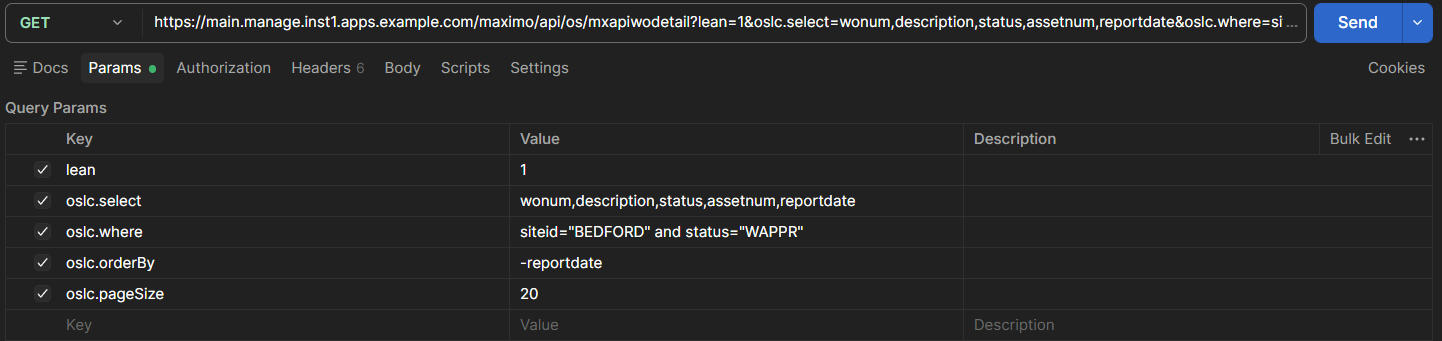 GET https://main.manage.inst1.apps.example.com/maximo/api/os/mxapiwodetail?lean=1&oslc.select=wonum,description,status,assetnum,reportdate&oslc.where=si ... Send
Docs Params Authorization Headers 6 Body Scripts Settings Cookies
Query Params
Key Value Description Bulk Edit ...
lean 1
oslc.select wonum,description,status,assetnum,reportdate
oslc.where siteid="BEDFORD" and status="WAPPR"
oslc.orderBy -reportdate
oslc.pageSize 20
Key Value Description